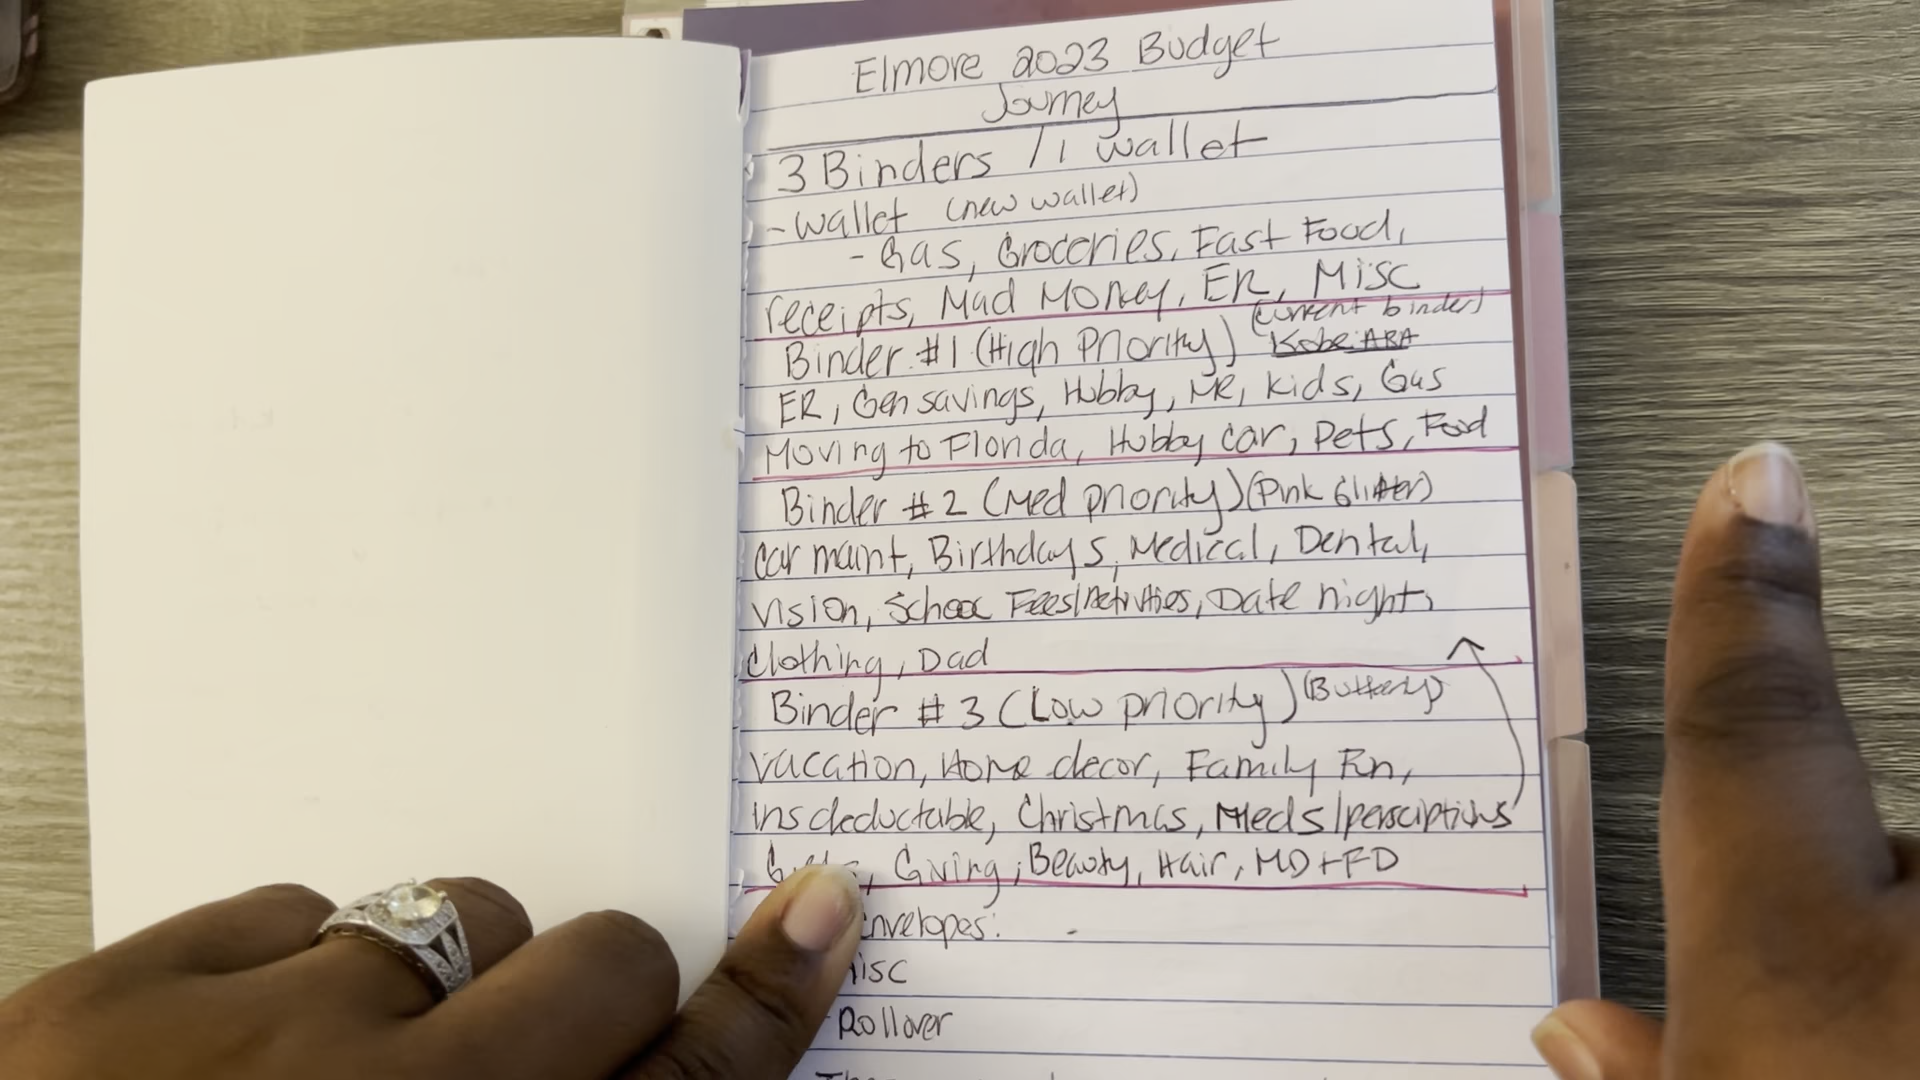 Elmore 2023 Budget
Journey
3 Binders / 1 wallet
- wallet (new wallet)
- Gas, Groceries, Fast Food,
receipts, Mad Money, ER, Misc
(current binder)
Binder #1 (High Priority) Kobe ABA
ER, Gen savings, Hubby, MR, Kids, Gas
Moving to Florida, Hubby car, Pets, Food
Binder #2 (Med priority) (Pink Glitter)
car maint, Birthdays, Medical, Dental,
vision, School Fees/Activities, Date night,
Clothing, Dad
Binder #3 (Low priority) (Butterfly)
vacation, Home decor, Family Fun,
Ins deductable, Christmas, Meds/perscriptions
Giving, Beauty, Hair, MD+FD
Envelopes:
isc
- Rollover